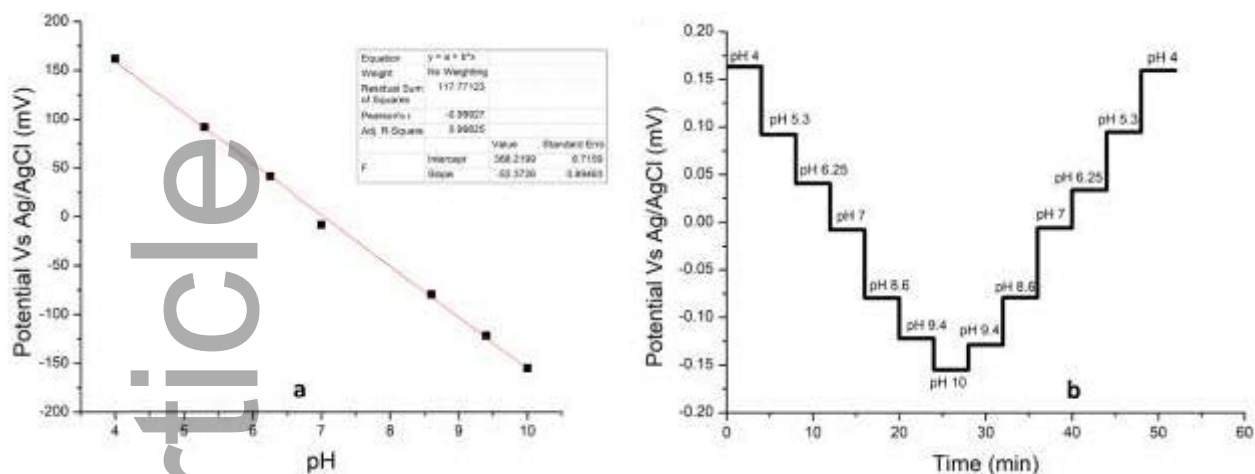 200
150
100
50
0
-50
-100
-150
-200
Potential Vs Ag/AgCl (mV)
4 5 6 7 8 9 10
pH
a
Equation y = a + b*x
Weight No Weighting
Residual Sum of Squares 117.77123
Pearson's r
Adj. R-Square
Value Standard Erro
Intercept
Slope
F
rticle
0.20
0.15
0.10
0.05
0.00
-0.05
-0.10
-0.15
-0.20
Potential Vs Ag/AgCl (mV)
pH 4
pH 5.3
pH 6.25
pH 7
pH 8.6
pH 9.4
pH 10
pH 9.4
pH 8.6
pH 7
pH 6.25
pH 5.3
pH 4
b
0 10 20 30 40 50 60
Time (min)